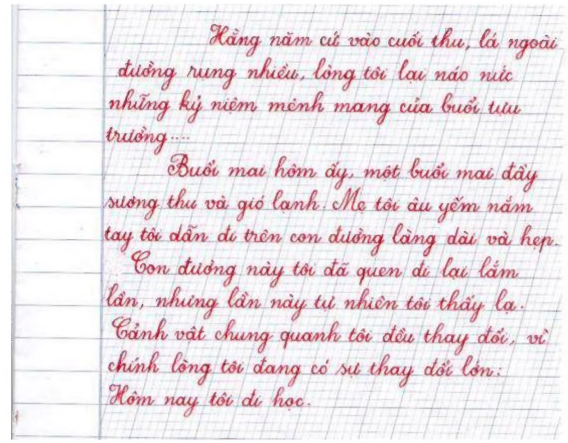 Hằng năm cứ vào cuối thu, lá ngoài
đường rụng nhiều, lòng tôi lại náo nức
những kỷ niệm mênh mang của buổi tựu
trường....
Buổi mai hôm ấy, một buổi mai đầy
sương thu và gió lạnh. Mẹ tôi âu yếm nắm
tay tôi dẫn đi trên con đường làng dài và hẹp.
Con đường này tôi đã quen đi lại lắm
lần, nhưng lần này tự nhiên tôi thấy lạ.
Cảnh vật chung quanh tôi đều thay đổi, vì
chính lòng tôi đang có sự thay đổi lớn:
Hôm nay tôi đi học.